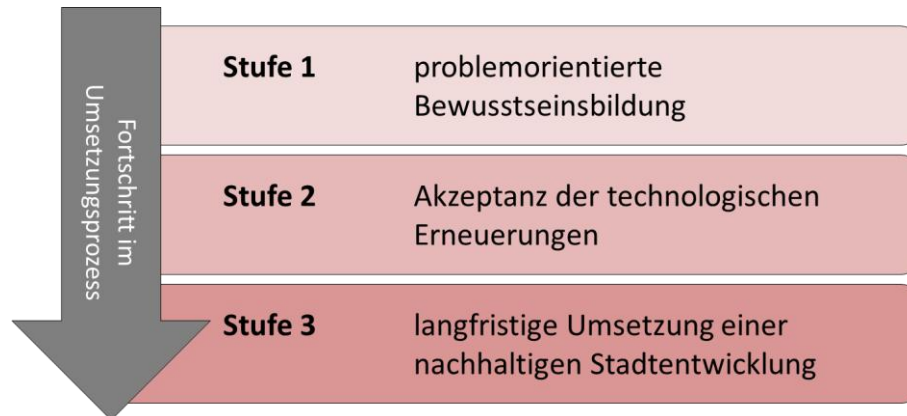 Fortschritt im
Umsetzungsprozess
Stufe 1
problemorientierte
Bewusstseinsbildung
Stufe 2
Akzeptanz der technologischen
Erneuerungen
Stufe 3
langfristige Umsetzung einer
nachhaltigen Stadtentwicklung